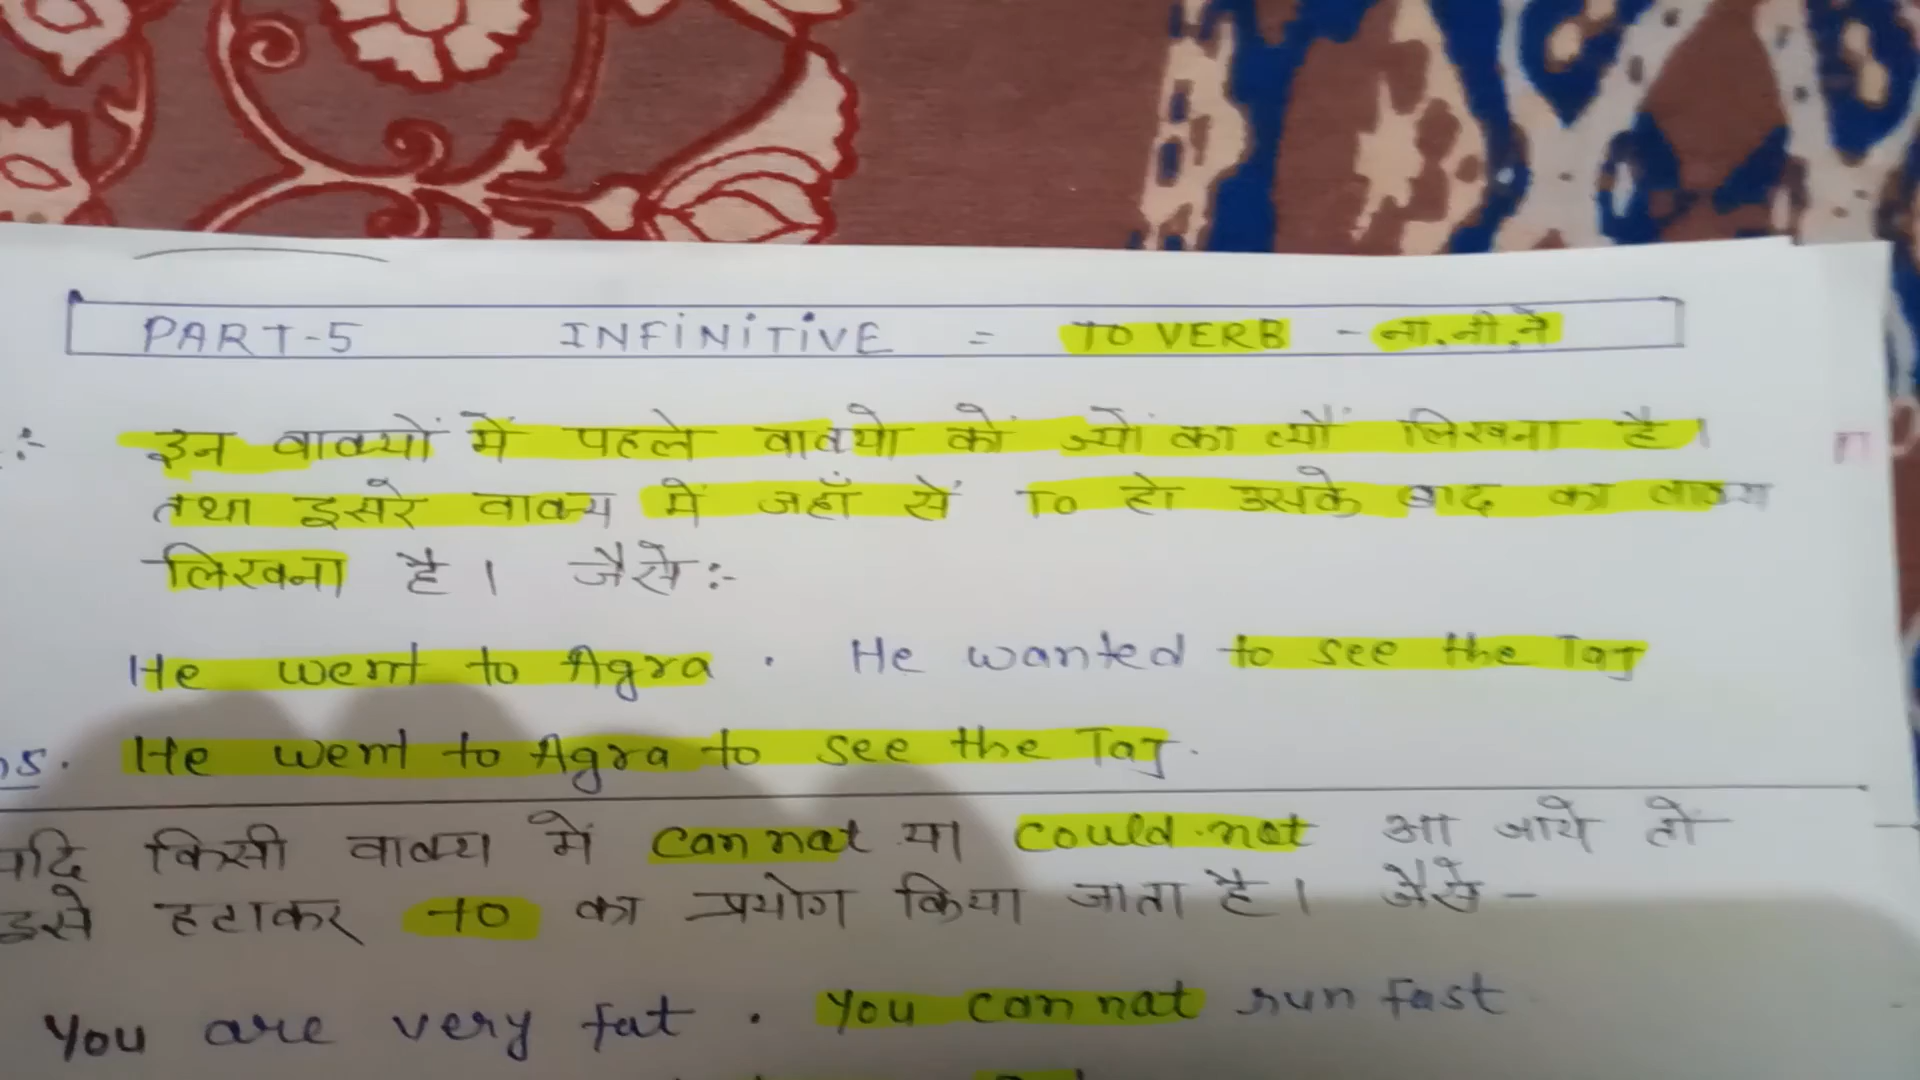 PART-5 INFINITIVE = TO VERB - ना.नी.ने
:- इन वाक्यों में पहले वाक्यो कों ज्यों का त्यौं लिखना है।
तथा दुसरे वाक्य में जहाँ सें To हो उसके बाद का वाक्य
लिखना है। जैसे:-
He went to Agra . He wanted to see the Taj
ns. He went to Agra to see the Taj.
यदि किसी वाक्य में can not या could not आ जाये तो
इसे हटाकर to का प्रयोग किया जाता है। जैसे -
You are very fat . You can not run fast